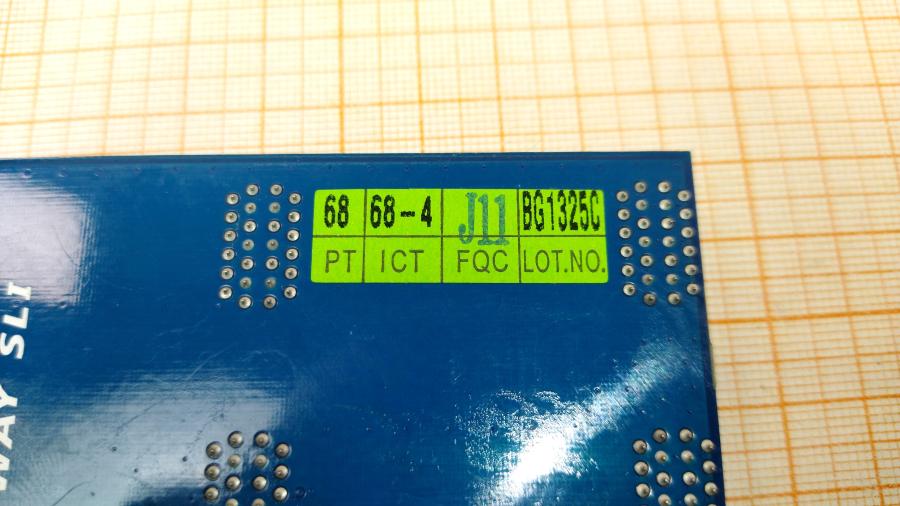 68 68-4 J11 BG1325C
PT ICT FQC LOT.NO.
WAY SLI